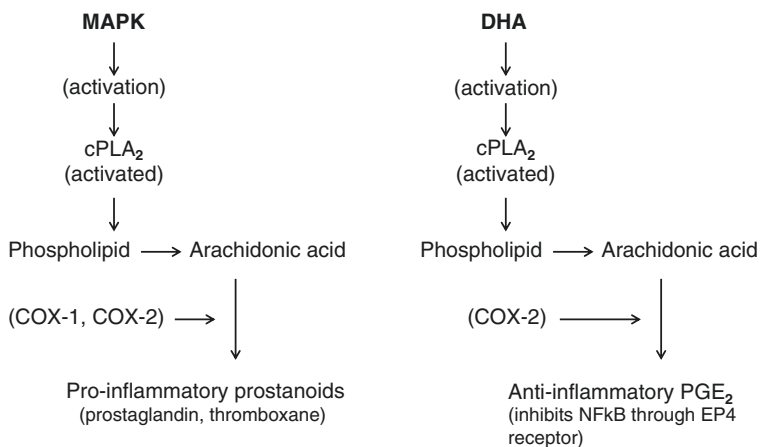 MAPK
(activation)
cPLA₂
(activated)
Phospholipid
Arachidonic acid
(COX-1, COX-2)
Pro-inflammatory prostanoids
(prostaglandin, thromboxane)
DHA
(activation)
cPLA₂
(activated)
Phospholipid
Arachidonic acid
(COX-2)
Anti-inflammatory PGE₂
(inhibits NFkB through EP4
receptor)